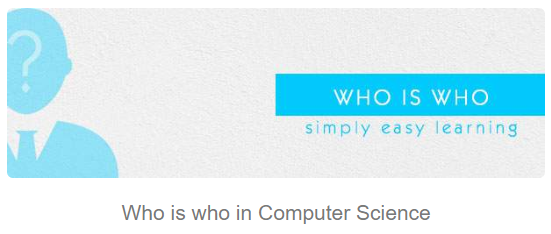 ?
WHO IS WHO
simply easy learning
Who is who in Computer Science